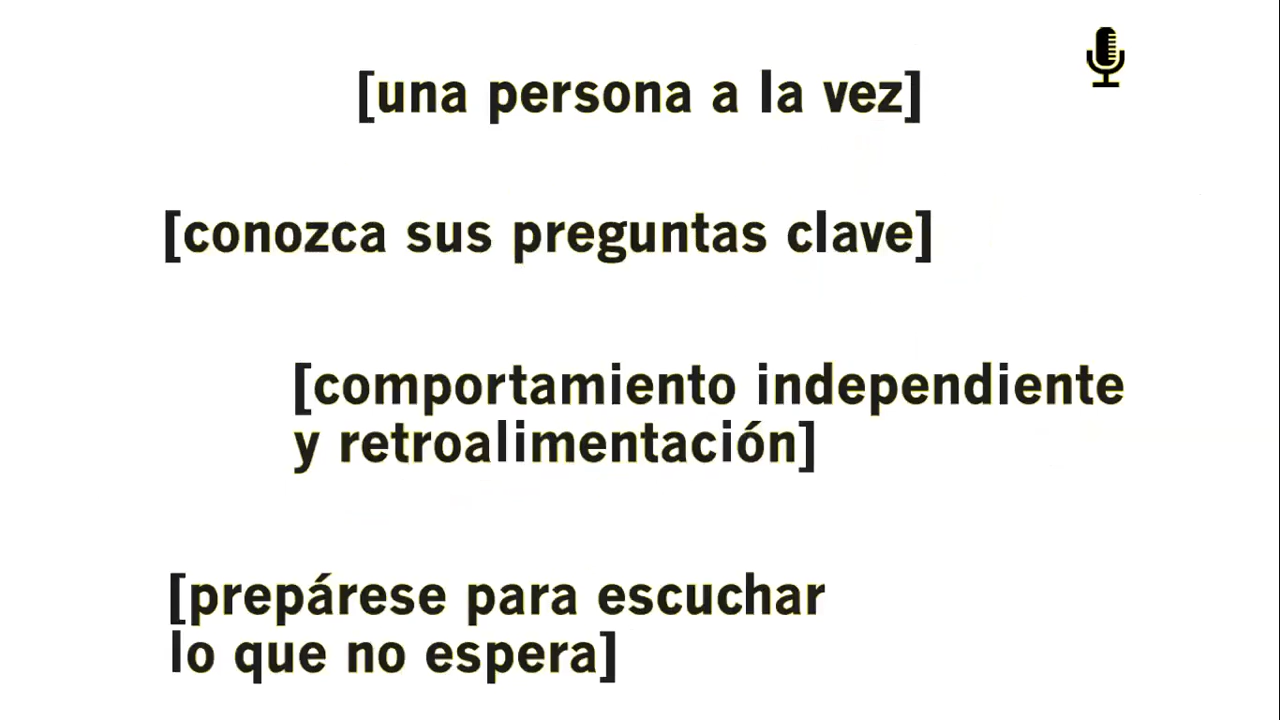 [una persona a la vez]
[conozca sus preguntas clave]
[comportamiento independiente
y retroalimentación]
[prepárese para escuchar
lo que no espera]